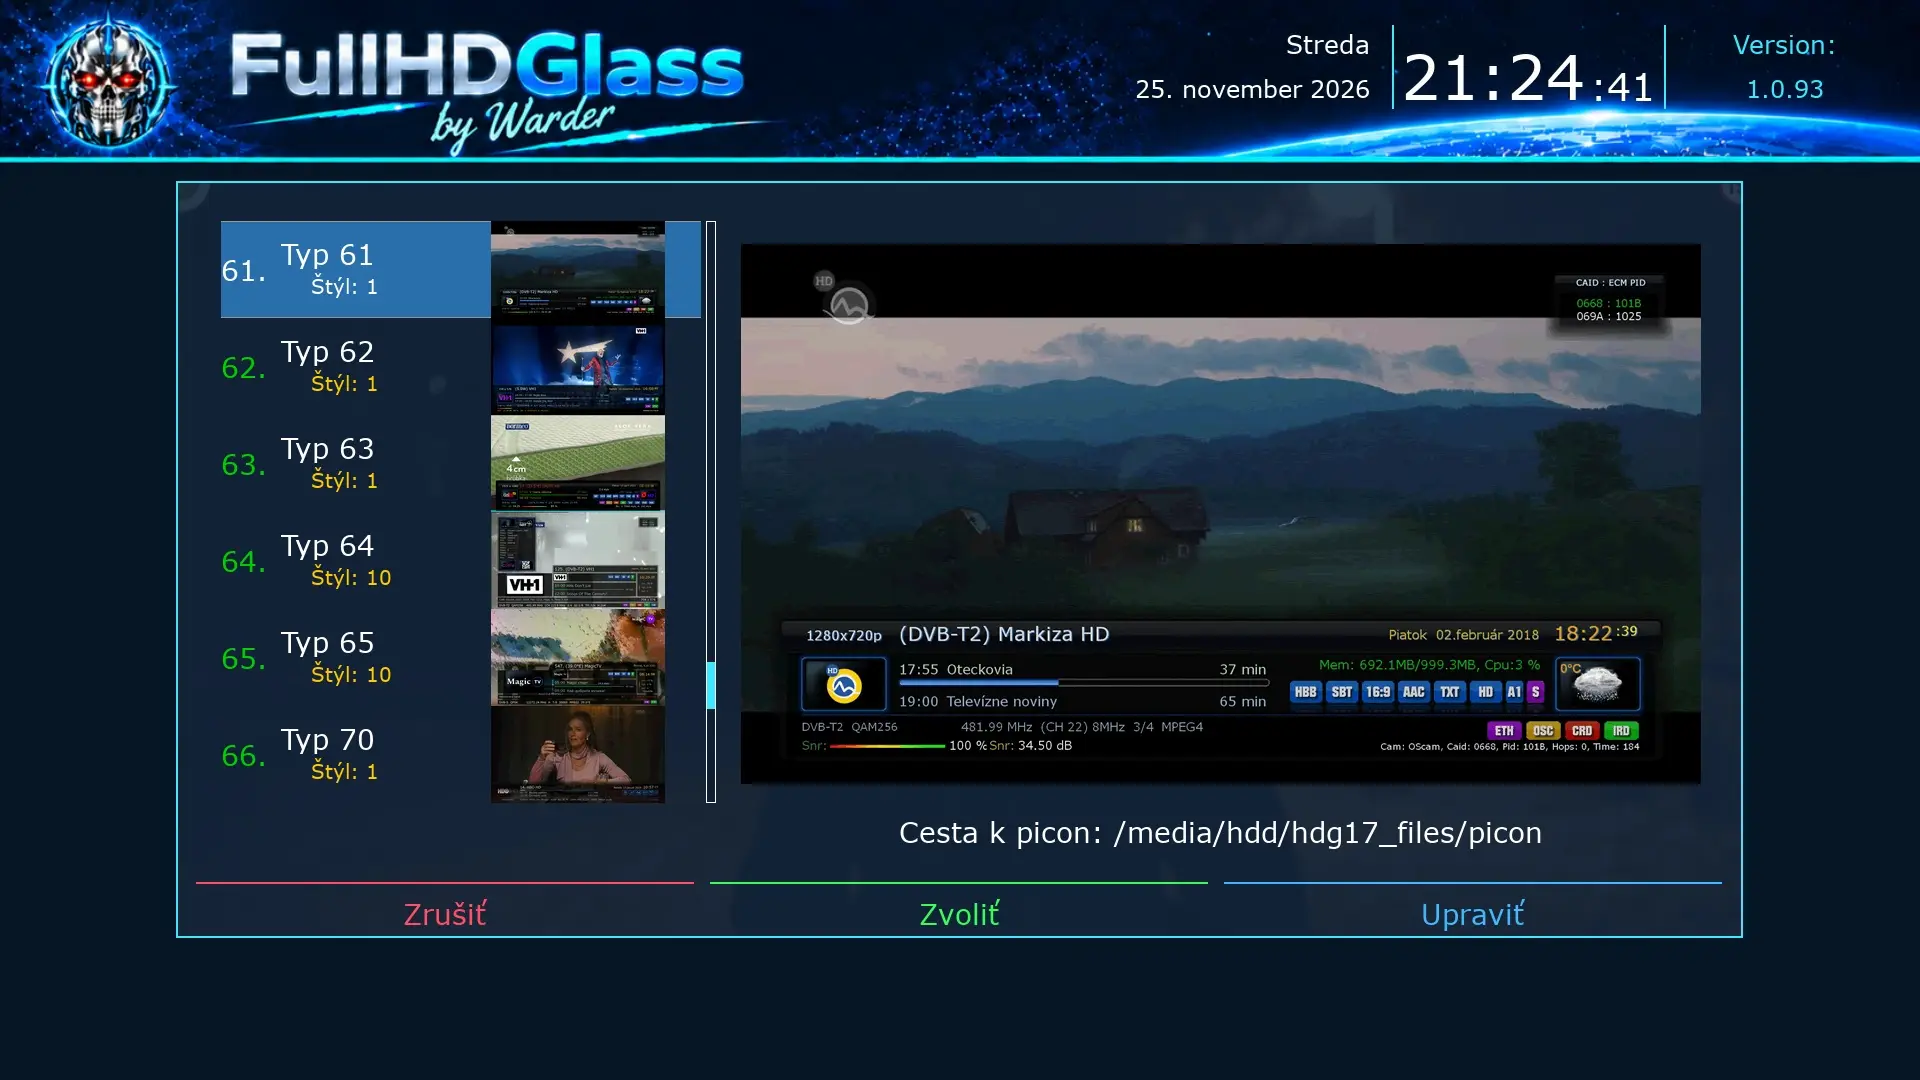 FullHDGlass
by Warder
Streda
25. november 2026
21:24:41
Version:
1.0.93
61.
Typ 61
Štýl: 1
62.
Typ 62
Štýl: 1
63.
Typ 63
Štýl: 1
64.
Typ 64
Štýl: 10
65.
Typ 65
Štýl: 10
66.
Typ 70
Štýl: 1
4cm
VH1
Magic TV
HD
CAID : ECM PID
0668 : 101B
069A : 1025
1280x720p (DVB-T2) Markiza HD
Piatok 02.február 2018 18:22:39
HD
17:55 Oteckovia 37 min
19:00 Televízne noviny 65 min
Mem: 692.1MB/999.3MB, Cpu:3 %
HBB SBT 16:9 AAC TXT HD A1 S
0°C
DVB-T2 QAM256 481.99 MHz (CH 22) 8MHz 3/4 MPEG4
Snr: 100 % Snr: 34.50 dB
ETH OSC CRD IRD
Cam: OScam, Caid: 0668, Pid: 101B, Hops: 0, Time: 184
Cesta k picon: /media/hdd/hdg17_files/picon
Zrušiť
Zvoliť
Upraviť